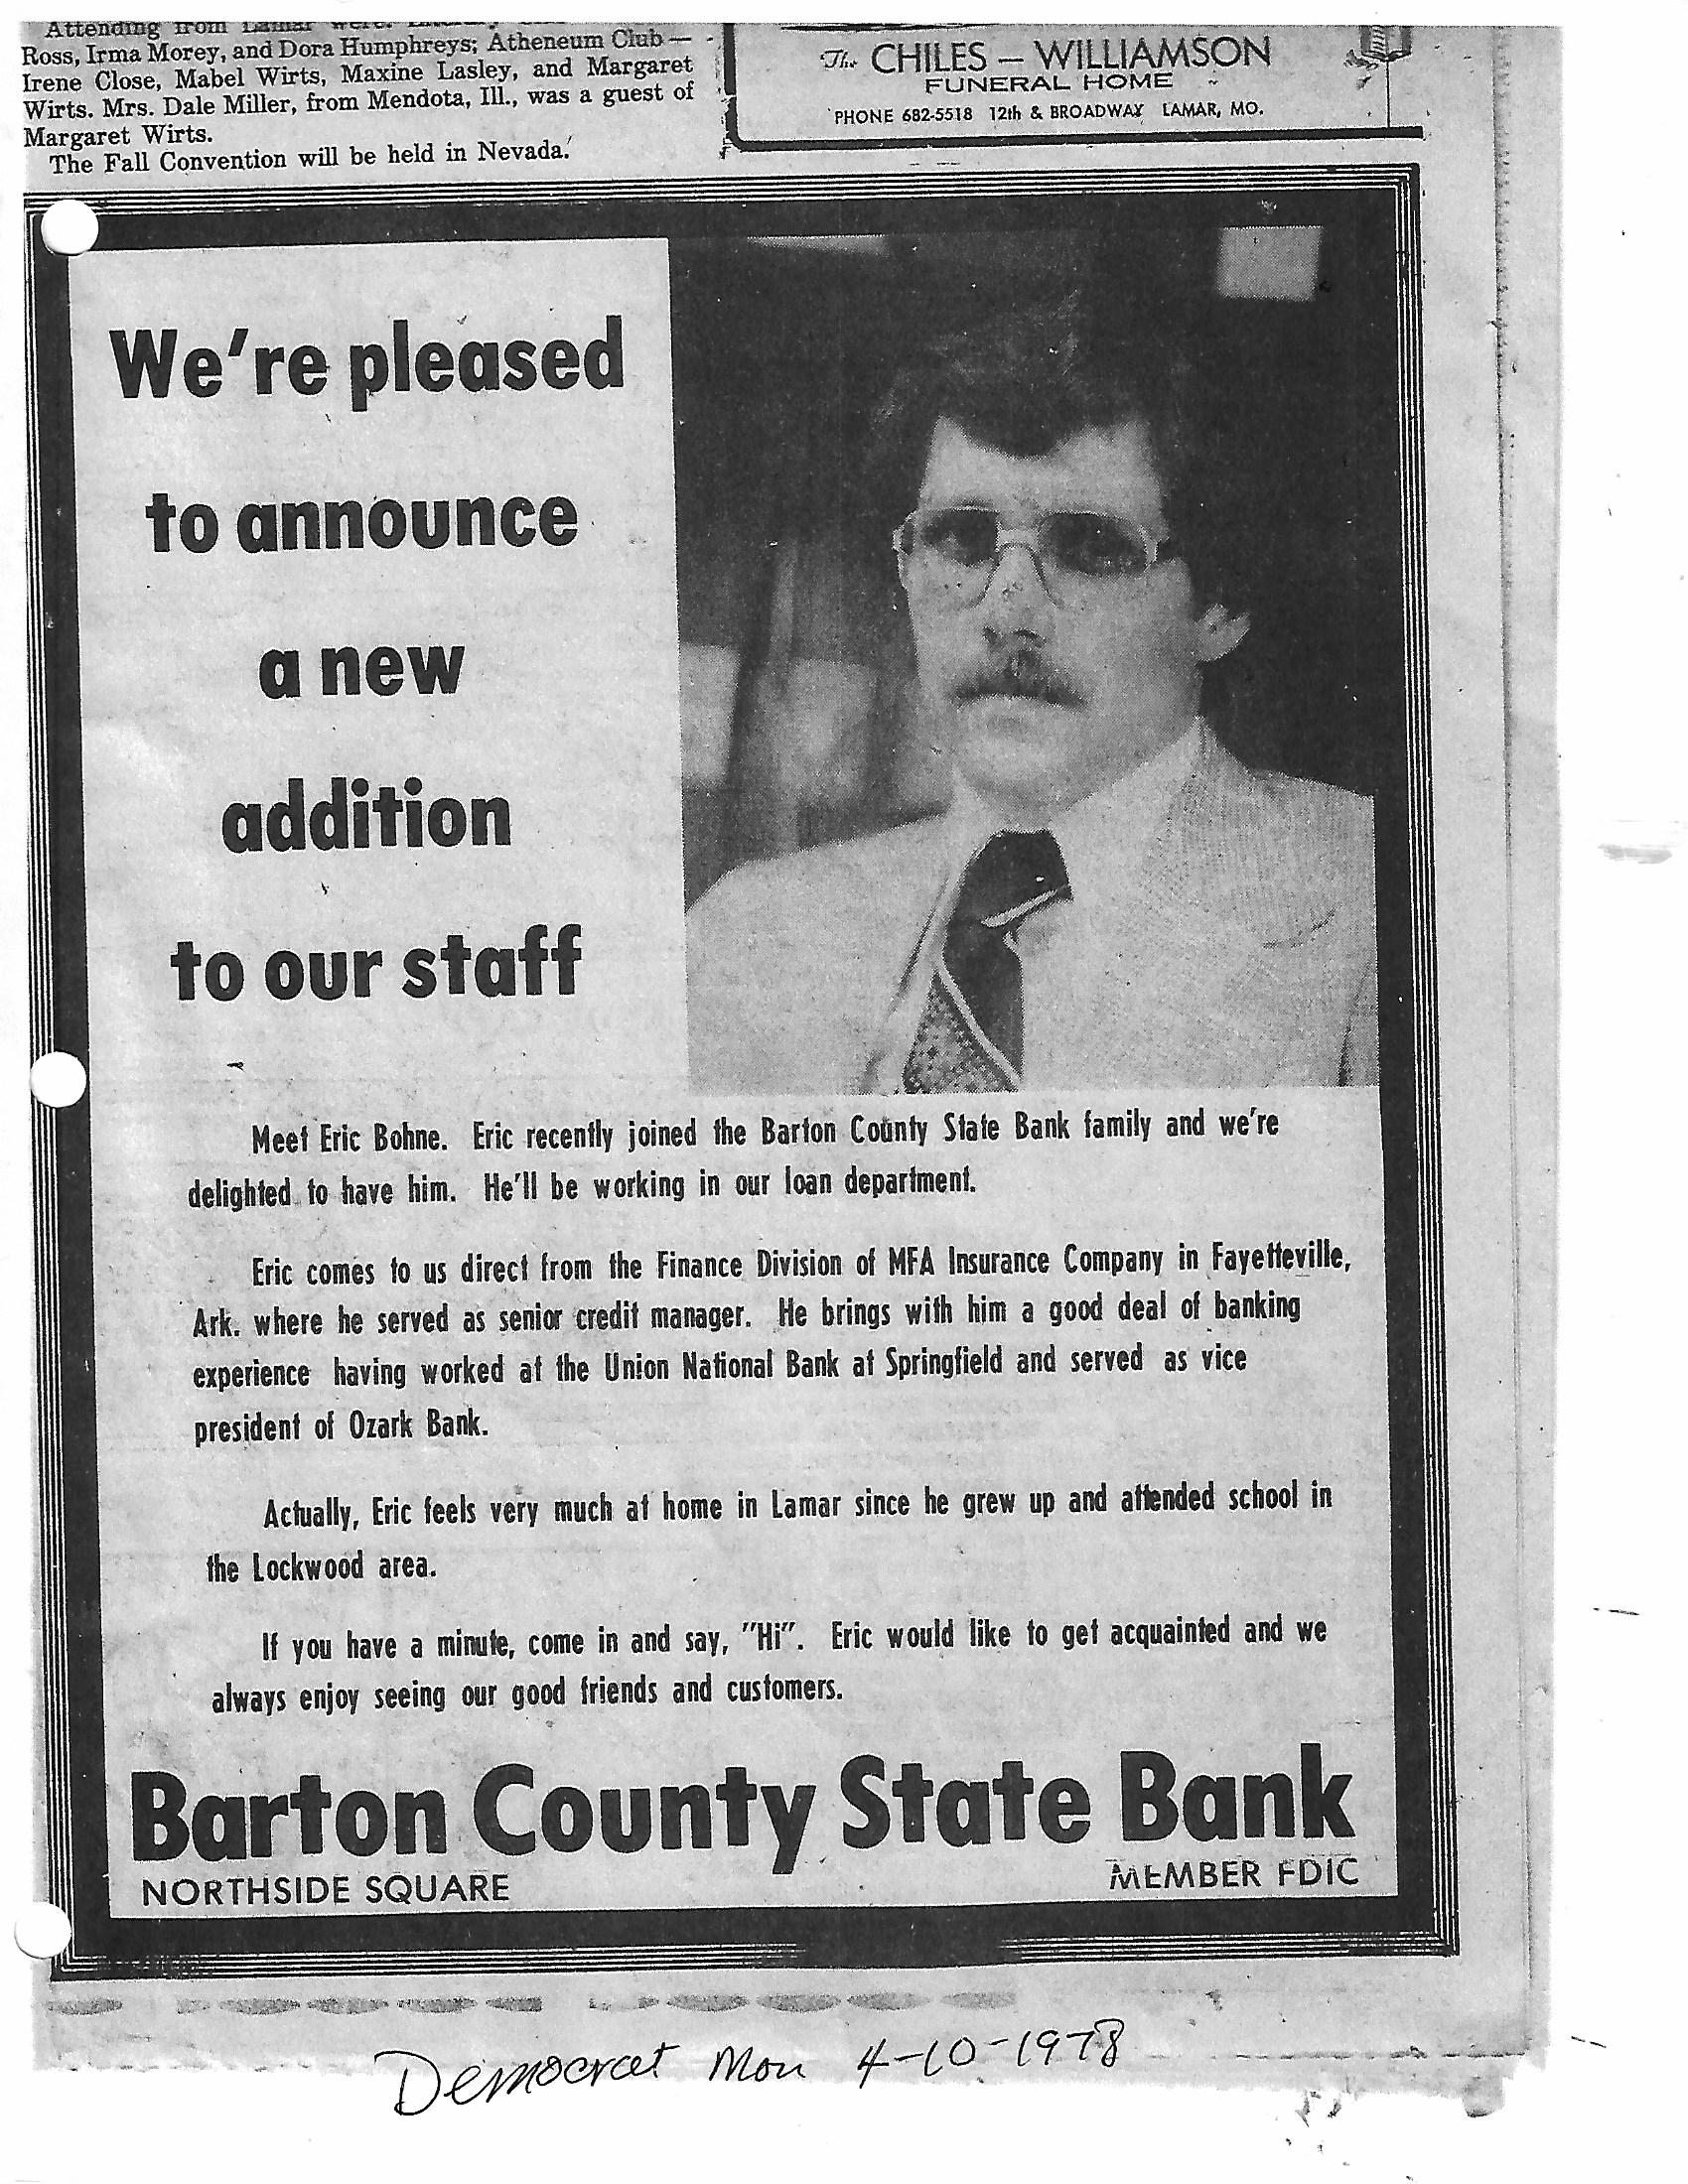 Attending from Lamar were:
Ross, Irma Morey, and Dora Humphreys; Atheneum Club —
Irene Close, Mabel Wirts, Maxine Lasley, and Margaret
Wirts. Mrs. Dale Miller, from Mendota, Ill., was a guest of
Margaret Wirts.
The Fall Convention will be held in Nevada.
The CHILES – WILLIAMSON
FUNERAL HOME
PHONE 682-5518 12th & BROADWAY LAMAR, MO.
We're pleased
to announce
a new
addition
to our staff
Meet Eric Bohne. Eric recently joined the Barton County State Bank family and we're
delighted to have him. He'll be working in our loan department.
Eric comes to us direct from the Finance Division of MFA Insurance Company in Fayetteville,
Ark. where he served as senior credit manager. He brings with him a good deal of banking
experience having worked at the Union National Bank at Springfield and served as vice
president of Ozark Bank.
Actually, Eric feels very much at home in Lamar since he grew up and attended school in
the Lockwood area.
If you have a minute, come in and say, "Hi". Eric would like to get acquainted and we
always enjoy seeing our good friends and customers.
Barton County State Bank
NORTHSIDE SQUARE MEMBER FDIC
Democrat Mon 4-10-1978